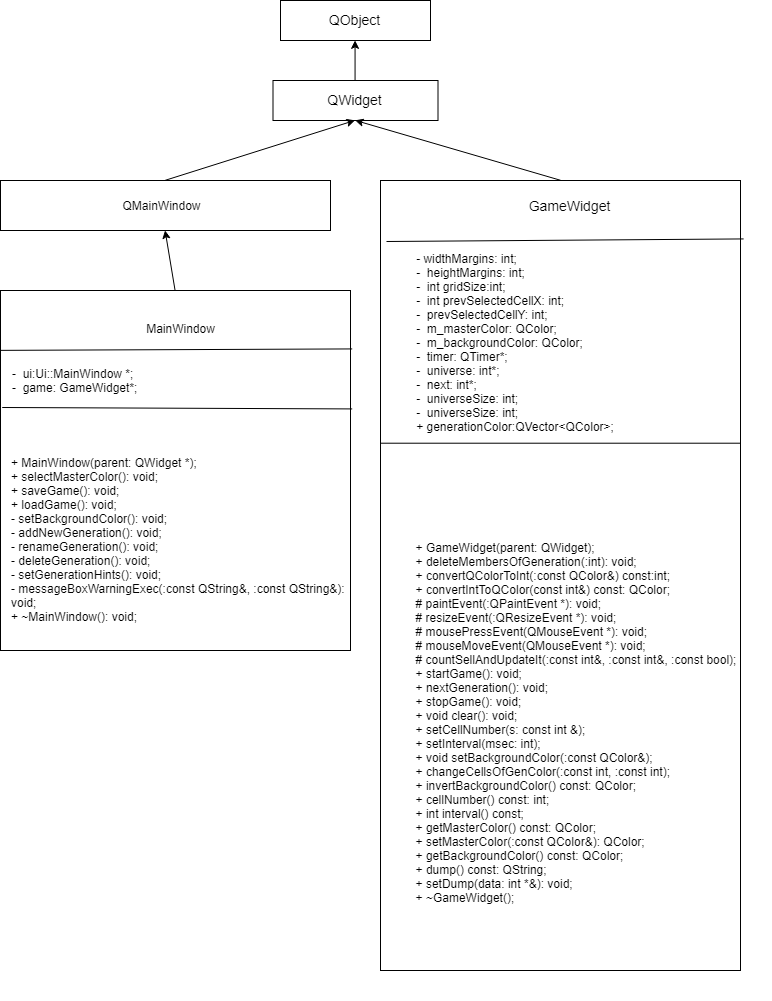 QObject
QWidget
QMainWindow
MainWindow
- ui:Ui::MainWindow *;
- game: GameWidget*;
+ MainWindow(parent: QWidget *);
+ selectMasterColor(): void;
+ saveGame(): void;
+ loadGame(): void;
- setBackgroundColor(): void;
- addNewGeneration(): void;
- renameGeneration(): void;
- deleteGeneration(): void;
- setGenerationHints(): void;
- messageBoxWarningExec(:const QString&, :const QString&):
void;
+ ~MainWindow(): void;
GameWidget
- widthMargins: int;
- heightMargins: int;
- int gridSize:int;
- int prevSelectedCellX: int;
- prevSelectedCellY: int;
- m_masterColor: QColor;
- m_backgroundColor: QColor;
- timer: QTimer*;
- universe: int*;
- next: int*;
- universeSize: int;
- universeSize: int;
+ generationColor:QVector<QColor>;
+ GameWidget(parent: QWidget);
+ deleteMembersOfGeneration(:int): void;
+ convertQColorToInt(:const QColor&) const:int;
+ convertIntToQColor(const int&) const: QColor;
# paintEvent(:QPaintEvent *): void;
# resizeEvent(:QResizeEvent *): void;
# mousePressEvent(QMouseEvent *): void;
# mouseMoveEvent(QMouseEvent *): void;
# countSellAndUpdateIt(:const int&, :const int&, :const bool);
+ startGame(): void;
+ nextGeneration(): void;
+ stopGame(): void;
+ void clear(): void;
+ setCellNumber(s: const int &);
+ setInterval(msec: int);
+ void setBackgroundColor(:const QColor&);
+ changeCellsOfGenColor(:const int, :const int);
+ invertBackgroundColor() const: QColor;
+ cellNumber() const: int;
+ int interval() const;
+ getMasterColor() const: QColor;
+ setMasterColor(:const QColor&): QColor;
+ getBackgroundColor() const: QColor;
+ dump() const: QString;
+ setDump(data: int *&): void;
+ ~GameWidget();